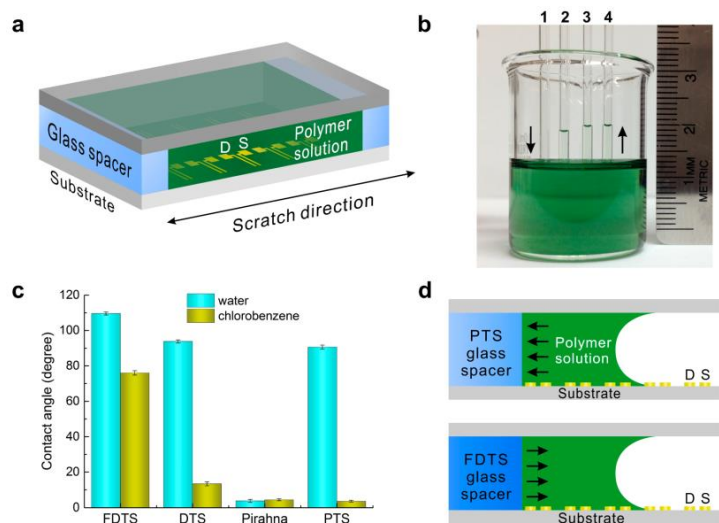 a
Glass spacer
Substrate
D S
Polymer
solution
Scratch direction
b
1 2 3 4
3
2
1
MM
METRIC
c
120
100
80
60
40
20
0
Contact angle (degree)
water
chlorobenzene
FDTS DTS Pirahna PTS
d
PTS
glass
spacer
Polymer
solution
D S
Substrate
FDTS
glass
spacer
D S
Substrate